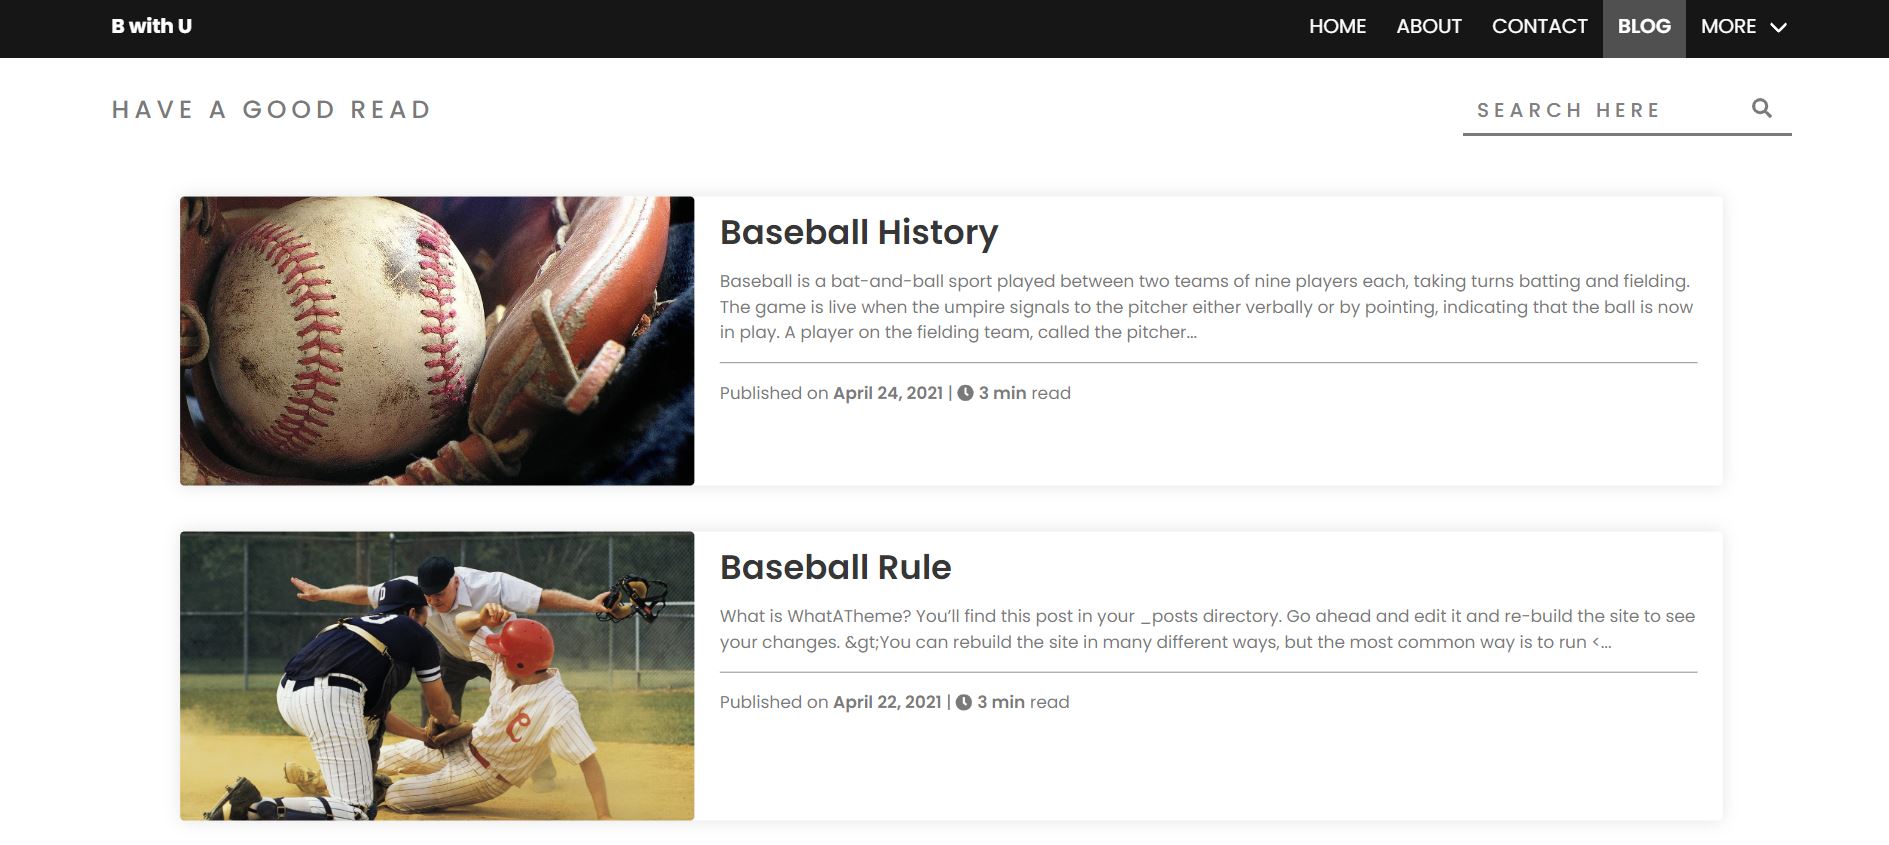 B with U
HOME ABOUT CONTACT BLOG MORE
HAVE A GOOD READ
SEARCH HERE
Baseball History
Baseball is a bat-and-ball sport played between two teams of nine players each, taking turns batting and fielding.
The game is live when the umpire signals to the pitcher either verbally or by pointing, indicating that the ball is now
in play. A player on the fielding team, called the pitcher...
Published on April 24, 2021 | 3 min read
Baseball Rule
What is WhatATheme? You’ll find this post in your _posts directory. Go ahead and edit it and re-build the site to see
your changes. &gt;You can rebuild the site in many different ways, but the most common way is to run <...
Published on April 22, 2021 | 3 min read